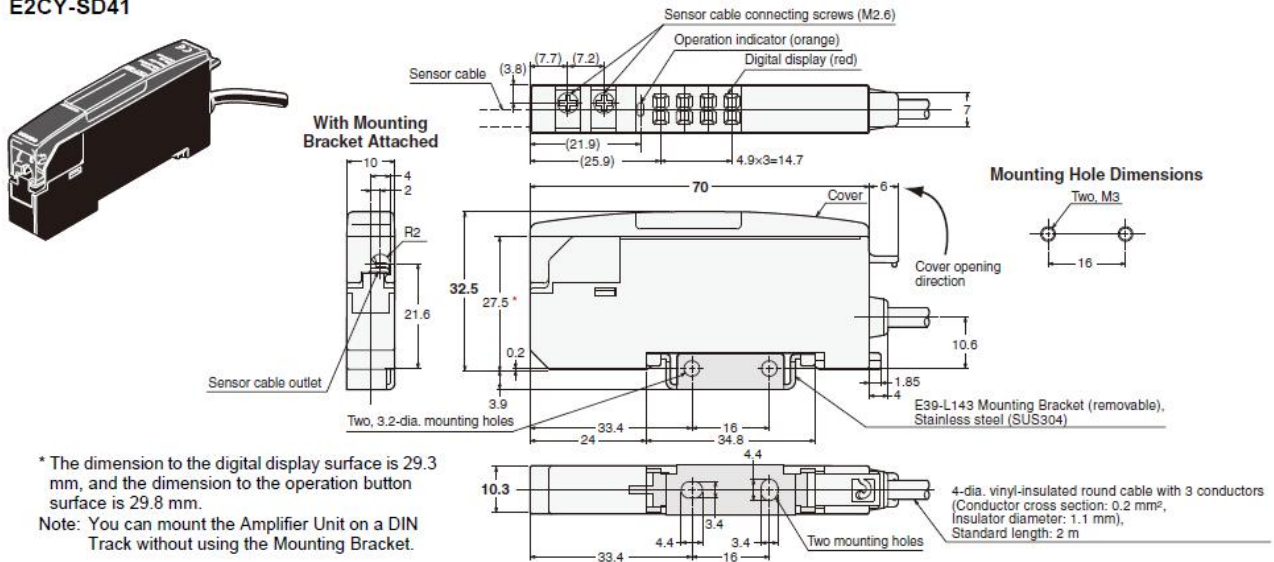 E2CY-SD41
Sensor cable connecting screws (M2.6)
Operation indicator (orange)
Digital display (red)
(7.7)
(7.2)
(3.8)
Sensor cable
7
(21.9)
(25.9)
4.9×3=14.7
With Mounting
Bracket Attached
10
4
2
R2
21.6
Sensor cable outlet
70
6
Cover
Cover opening
direction
32.5
27.5 *
0.2
3.9
10.6
1.85
4
Two, 3.2-dia. mounting holes
33.4
16
24
34.8
E39-L143 Mounting Bracket (removable),
Stainless steel (SUS304)
Mounting Hole Dimensions
Two, M3
16
10.3
4.4
3.4
4.4
3.4
33.4
16
Two mounting holes
4-dia. vinyl-insulated round cable with 3 conductors
(Conductor cross section: 0.2 mm²,
Insulator diameter: 1.1 mm),
Standard length: 2 m
* The dimension to the digital display surface is 29.3
mm, and the dimension to the operation button
surface is 29.8 mm.
Note: You can mount the Amplifier Unit on a DIN
Track without using the Mounting Bracket.